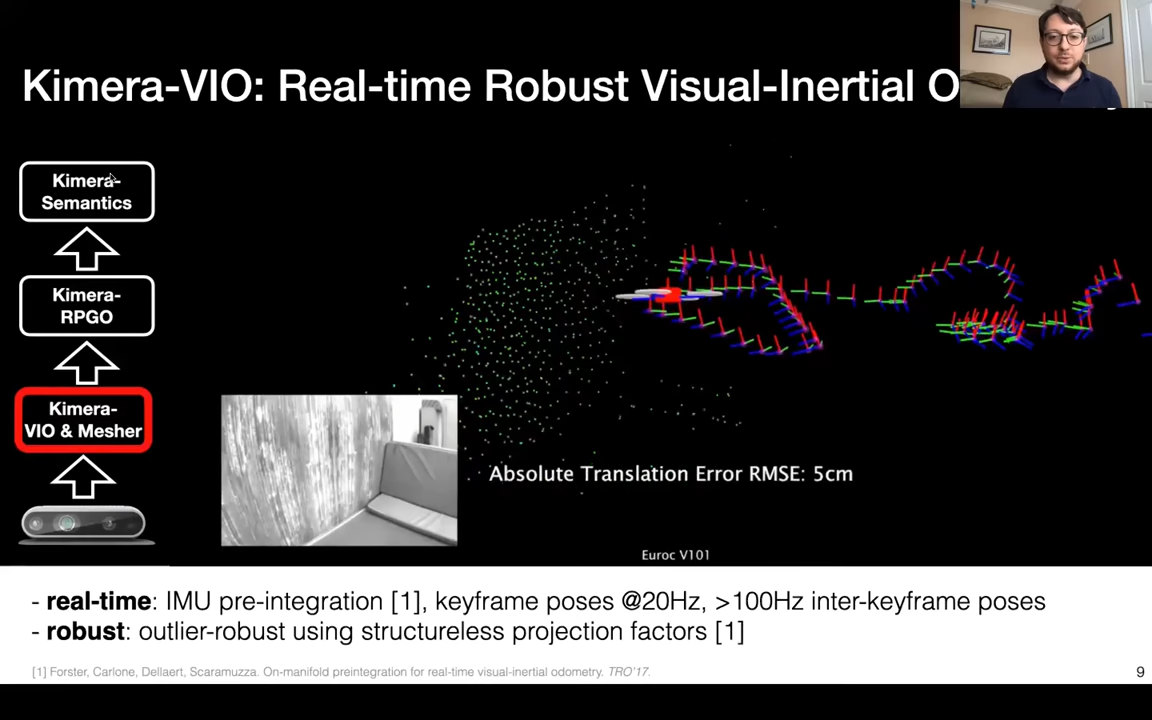 Kimera-VIO: Real-time Robust Visual-Inertial O
Kimera-
Semantics
Kimera-
RPGO
Kimera-
VIO & Mesher
Absolute Translation Error RMSE: 5cm
Euroc V101
- real-time: IMU pre-integration [1], keyframe poses @20Hz, >100Hz inter-keyframe poses
- robust: outlier-robust using structureless projection factors [1]
[1] Forster, Carlone, Dellaert, Scaramuzza. On-manifold preintegration for real-time visual-inertial odometry. TRO'17.
9